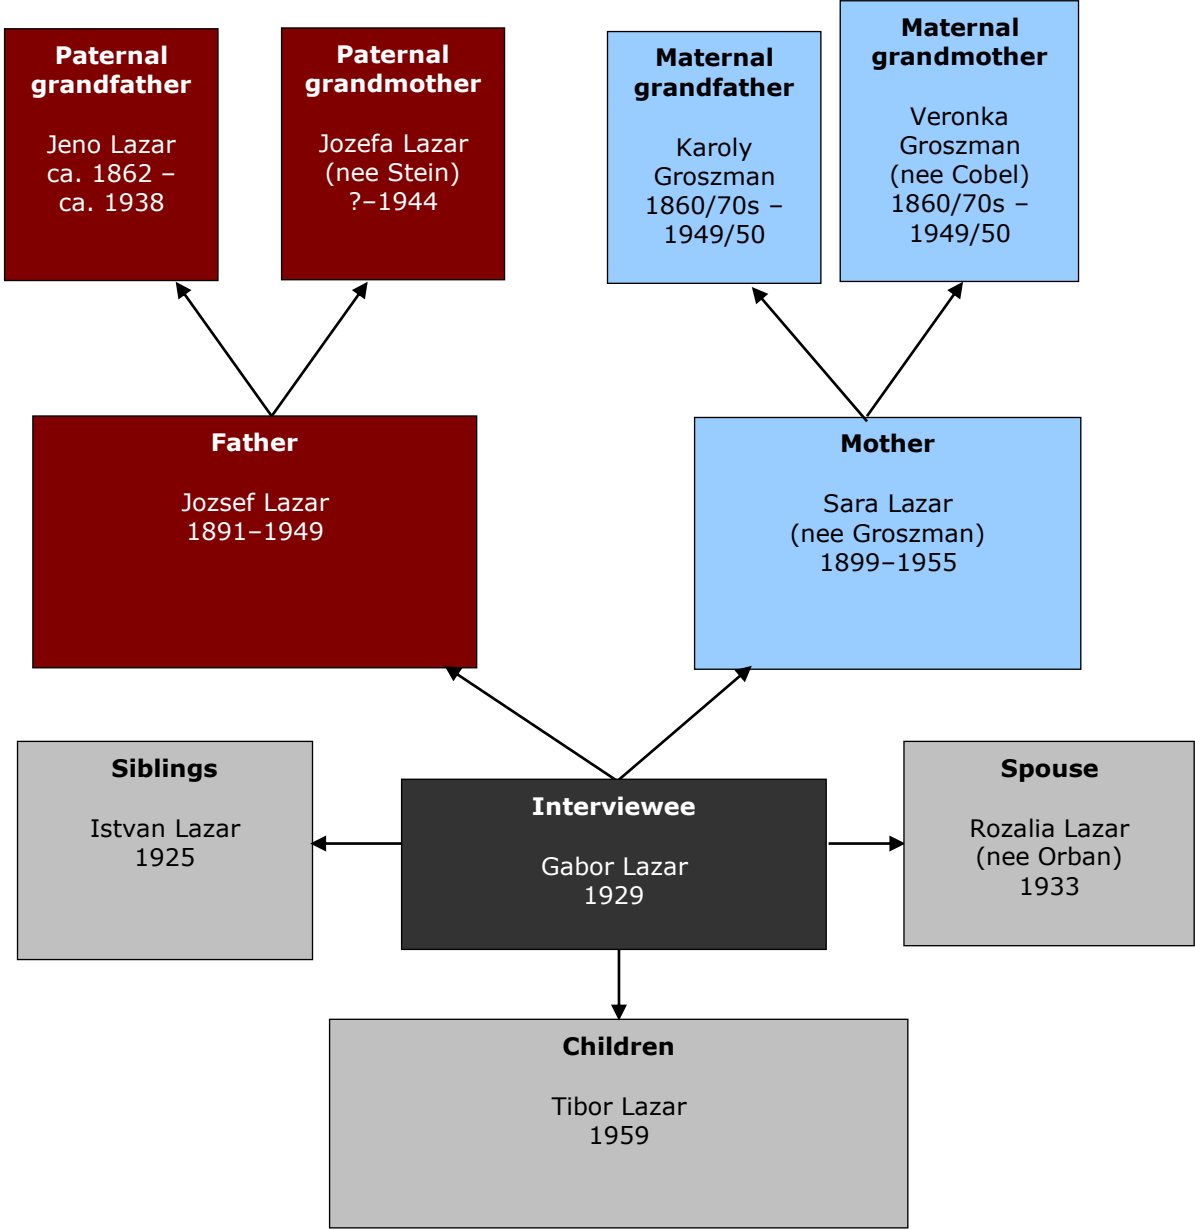 Paternal
grandfather
Jeno Lazar
ca. 1862 –
ca. 1938
Paternal
grandmother
Jozefa Lazar
(nee Stein)
?–1944
Maternal
grandfather
Karoly
Groszman
1860/70s –
1949/50
Maternal
grandmother
Veronka
Groszman
(nee Cobel)
1860/70s –
1949/50
Father
Jozsef Lazar
1891–1949
Mother
Sara Lazar
(nee Groszman)
1899–1955
Siblings
Istvan Lazar
1925
Interviewee
Gabor Lazar
1929
Spouse
Rozalia Lazar
(nee Orban)
1933
Children
Tibor Lazar
1959